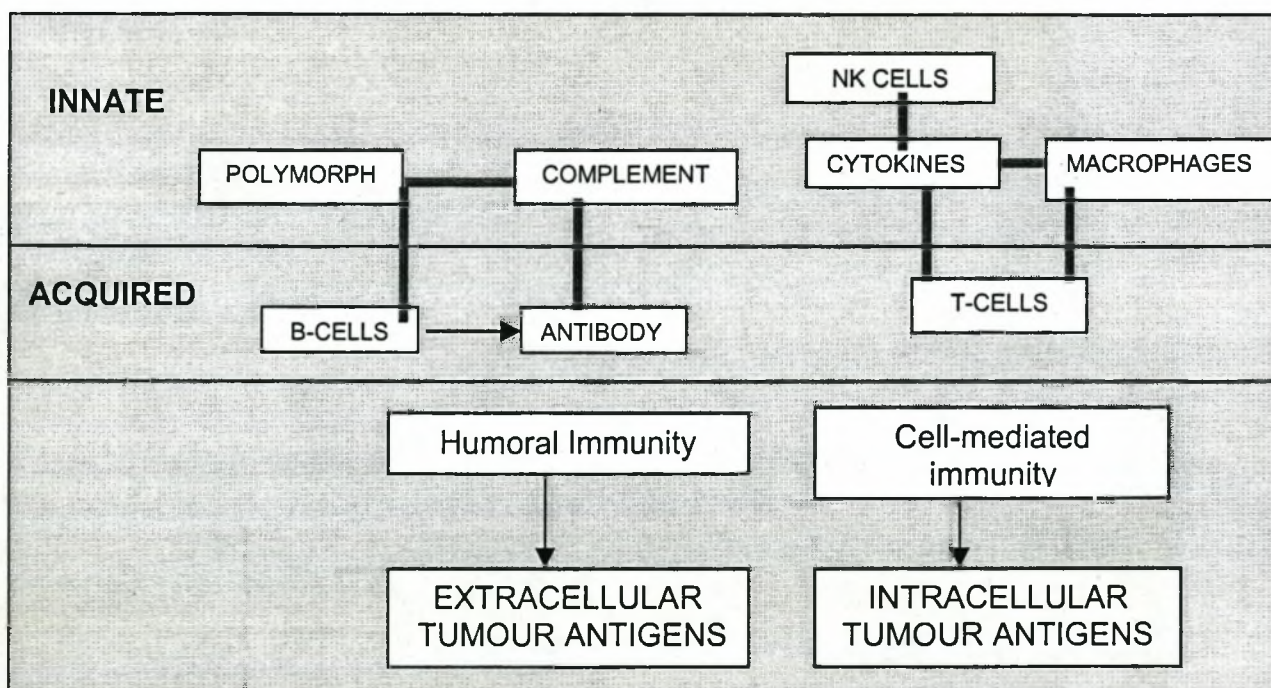 INNATE
NK CELLS
POLYMORPH
COMPLEMENT
CYTOKINES
MACROPHAGES
ACQUIRED
B-CELLS
ANTIBODY
T-CELLS
Humoral Immunity
Cell-mediated
immunity
EXTRACELLULAR
TUMOUR ANTIGENS
INTRACELLULAR
TUMOUR ANTIGENS